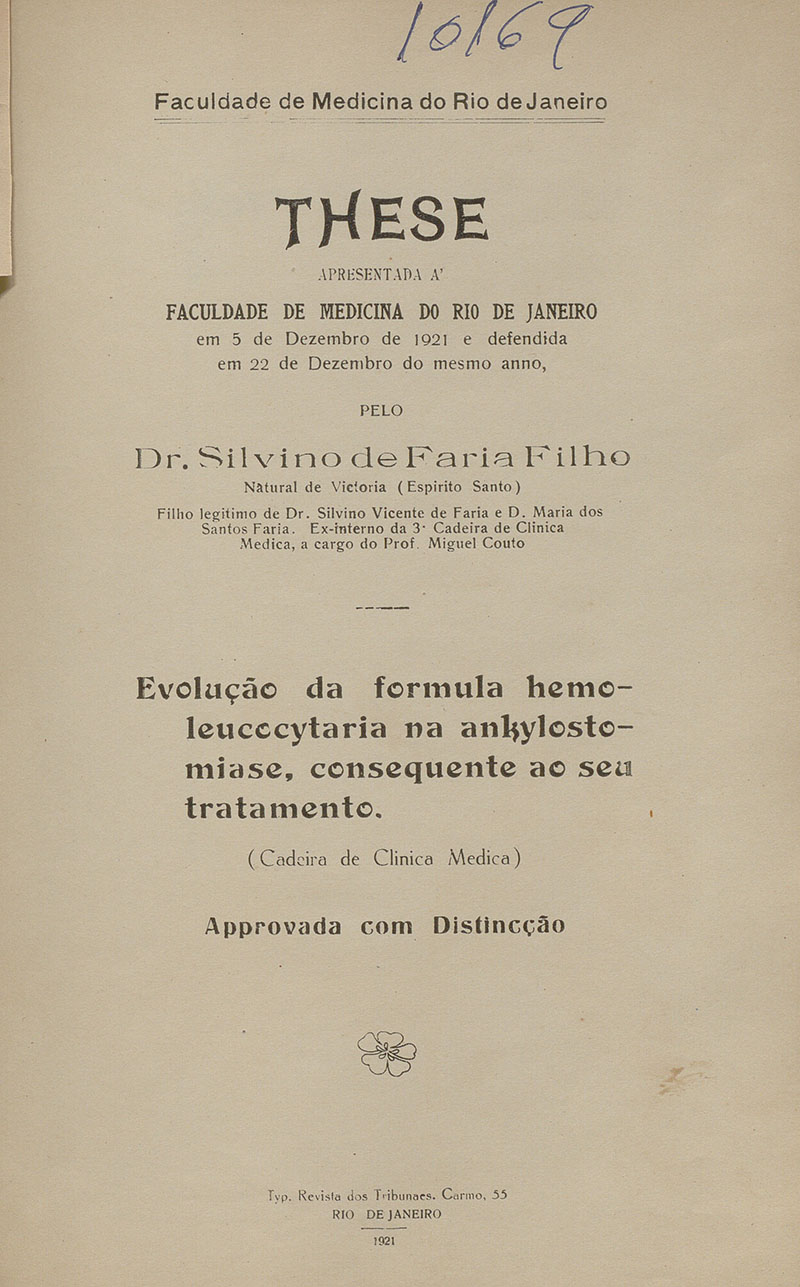 10169
Faculdade de Medicina do Rio de Janeiro
THESE
APRESENTADA A'
FACULDADE DE MEDICINA DO RIO DE JANEIRO
em 5 de Dezembro de 1921 e defendida
em 22 de Dezembro do mesmo anno,
PELO
Dr. Silvino de Faria Filho
Natural de Victoria (Espirito Santo)
Filho legitimo de Dr. Silvino Vicente de Faria e D. Maria dos
Santos Faria. Ex-interno da 3ª Cadeira de Clinica
Medica, a cargo do Prof. Miguel Couto
Evolução da formula hemo-
leucocytaria na ankylosto-
miase, consequente ao seu
tratamento.
(Cadeira de Clinica Medica)
Approvada com Distincção
Typ. Revista dos Tribunaes. Carmo, 55
RIO DE JANEIRO
1921